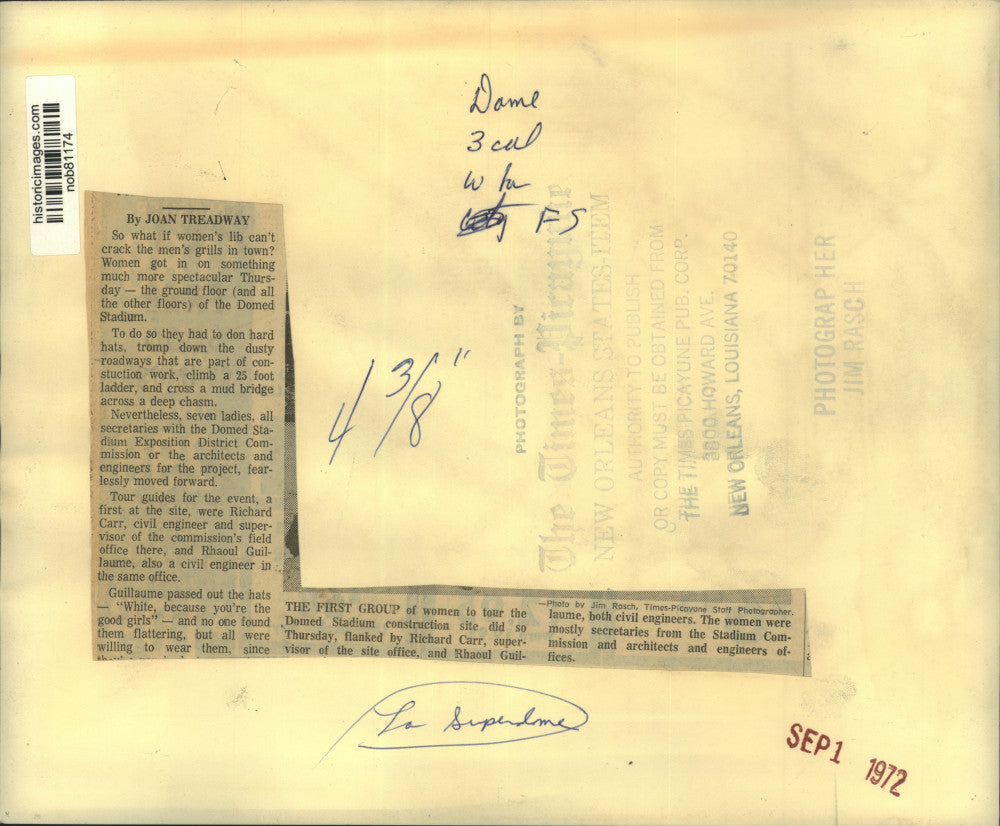 historicimages.com
nob81174
Dome
3 col
FS
4 3/8"
By JOAN TREADWAY
So what if women's lib can't
crack the men's grills in town?
Women got in on something
much more spectacular Thurs-
day — the ground floor (and all
the other floors) of the Domed
Stadium.
To do so they had to don hard
hats, tromp down the dusty
roadways that are part of con-
stuction work, climb a 25 foot
ladder, and cross a mud bridge
across a deep chasm.
Nevertheless, seven ladies, all
secretaries with the Domed Sta-
dium Exposition District Com-
mission or the architects and
engineers for the project, fear-
lessly moved forward.
Tour guides for the event, a
first at the site, were Richard
Carr, civil engineer and super-
visor of the commission's field
office there, and Rhaoul Guil-
laume, also a civil engineer in
the same office.
Guillaume passed out the hats
— "White, because you're the
good girls" — and no one found
them flattering, but all were
willing to wear them, since
THE FIRST GROUP of women to tour the
Domed Stadium construction site did so
Thursday, flanked by Richard Carr, super-
visor of the site office, and Rhaoul Guil-
—Photo by Jim Rasch, Times-Picayune Staff Photographer.
laume, both civil engineers. The women were
mostly secretaries from the Stadium Com-
mission and architects and engineers of-
fices.
PHOTOGRAPH BY
The Times-Picayune
NEW ORLEANS STATES-ITEM
AUTHORITY TO PUBLISH
OR COPY MUST BE OBTAINED FROM
THE TIMES PICAYUNE PUB. CORP.
3800 HOWARD AVE.
NEW ORLEANS, LOUISIANA 70140
PHOTOGRAPHER
JIM RASCH
La Superdome
SEP 1 1972